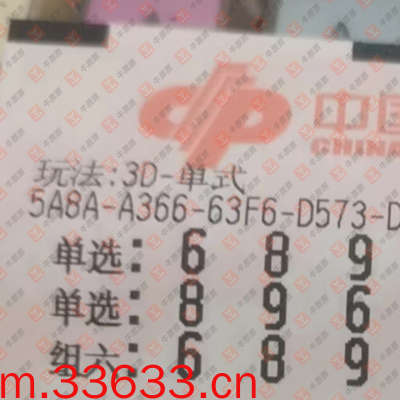 中国
CHINA
玩法:3D-单式
5A8A-A366-63F6-D573-D
单选: 6 8 9
单选: 8 9 6
组六: 6 8 9
m.33633.cn